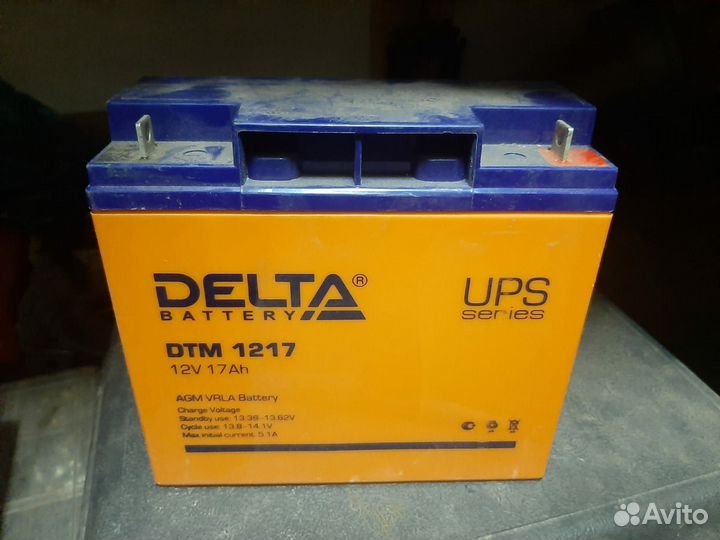 DELTA®
BATTERY
UPS
series
DTM 1217
12V 17Ah
AGM VRLA Battery
Charge Voltage
Standby use: 13.38-13.62V
Cycle use: 13.8-14.1V
Max initial current: 5.1A
Avito